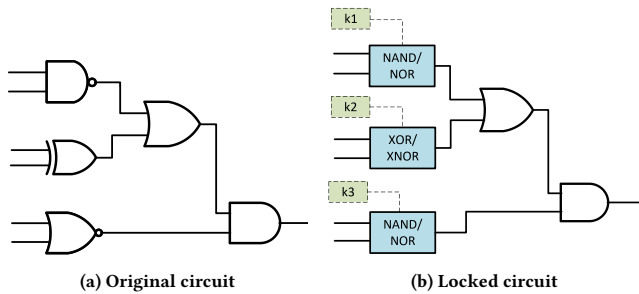 k1
NAND/
NOR
k2
XOR/
XNOR
k3
NAND/
NOR
(a) Original circuit
(b) Locked circuit